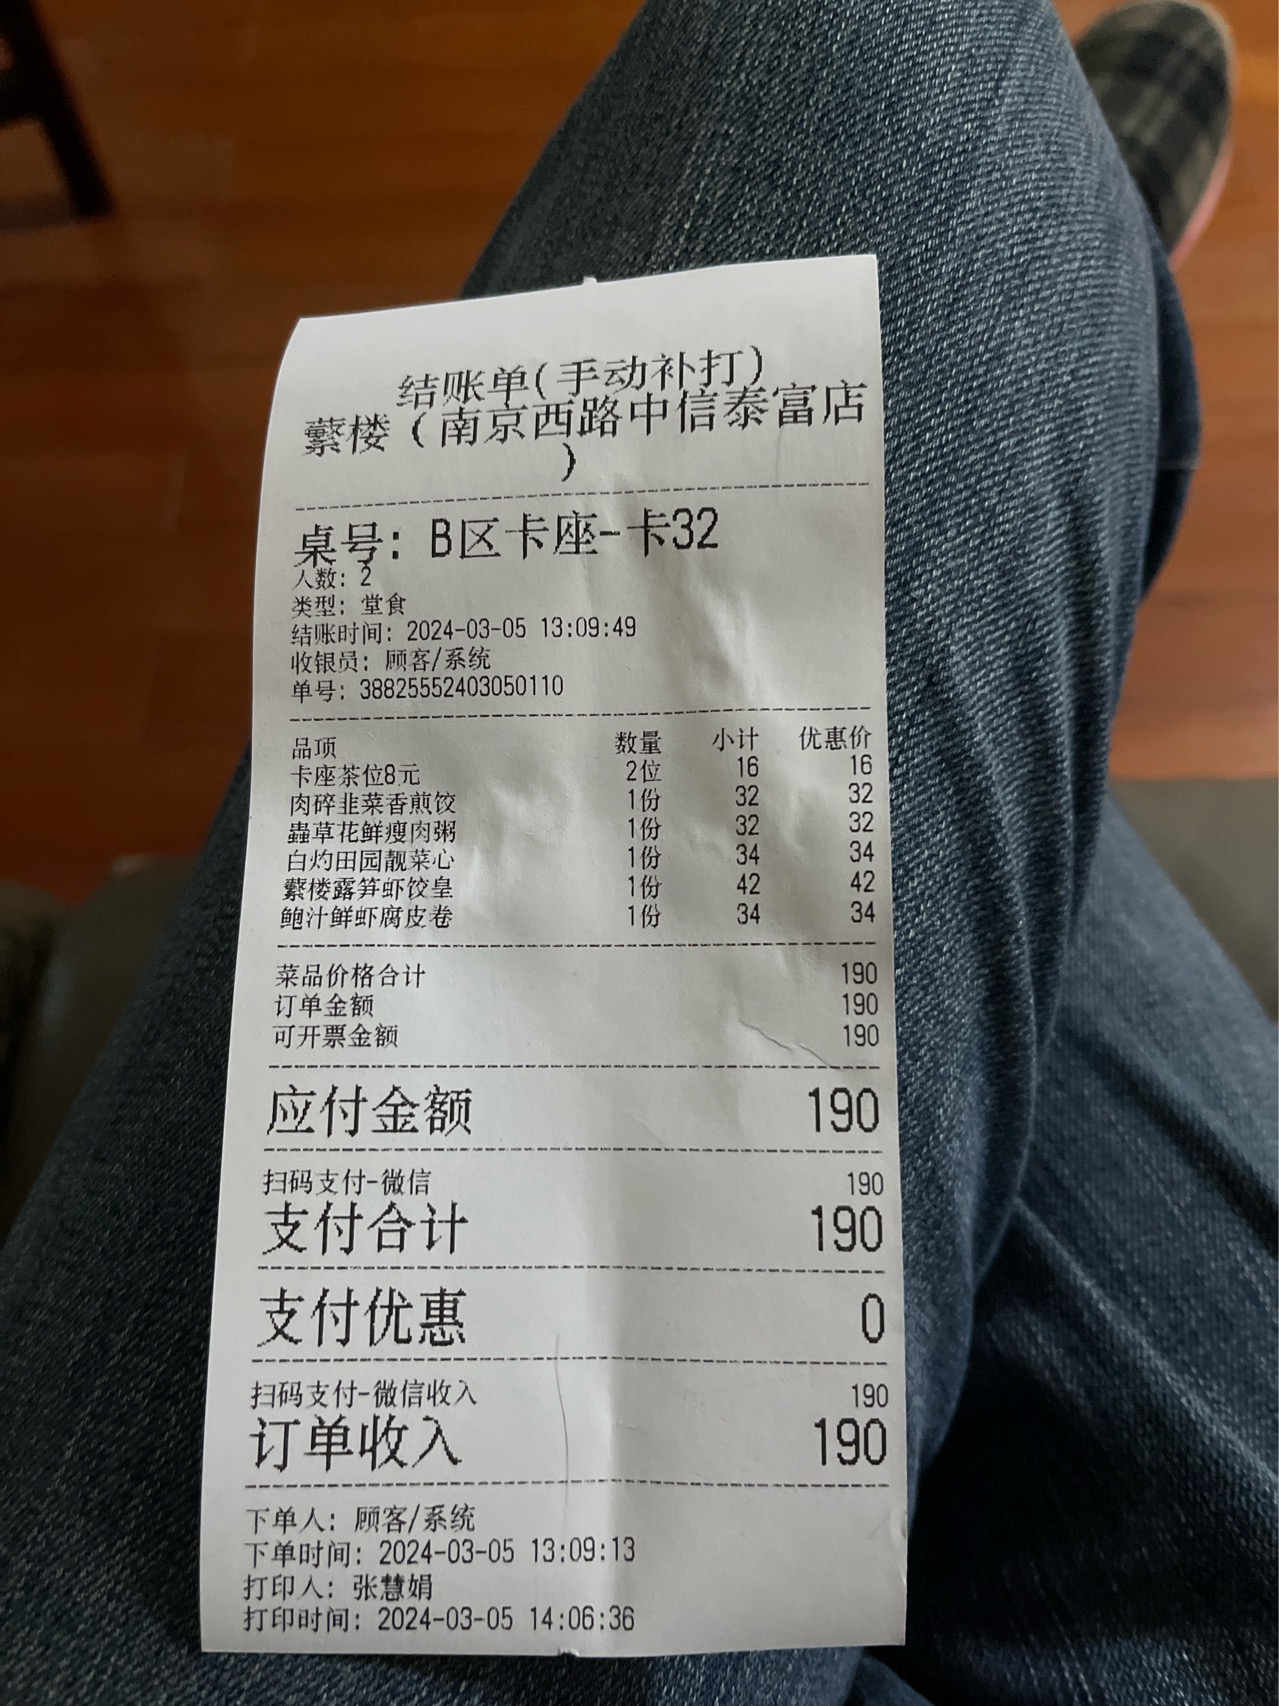 结账单(手动补打)
蘩楼(南京西路中信泰富店
)
桌号: B区卡座-卡32
人数: 2
类型: 堂食
结账时间: 2024-03-05 13:09:49
收银员: 顾客/系统
单号: 38825552403050110
品项 数量 小计 优惠价
卡座茶位8元 2位 16 16
肉碎韭菜香煎饺 1份 32 32
蟲草花鲜瘦肉粥 1份 32 32
白灼田园靓菜心 1份 34 34
蘩楼露笋虾饺皇 1份 42 42
鲍汁鲜虾腐皮卷 1份 34 34
菜品价格合计 190
订单金额 190
可开票金额 190
应付金额 190
扫码支付-微信 190
支付合计 190
支付优惠 0
扫码支付-微信收入 190
订单收入 190
下单人: 顾客/系统
下单时间: 2024-03-05 13:09:13
打印人: 张慧娟
打印时间: 2024-03-05 14:06:36